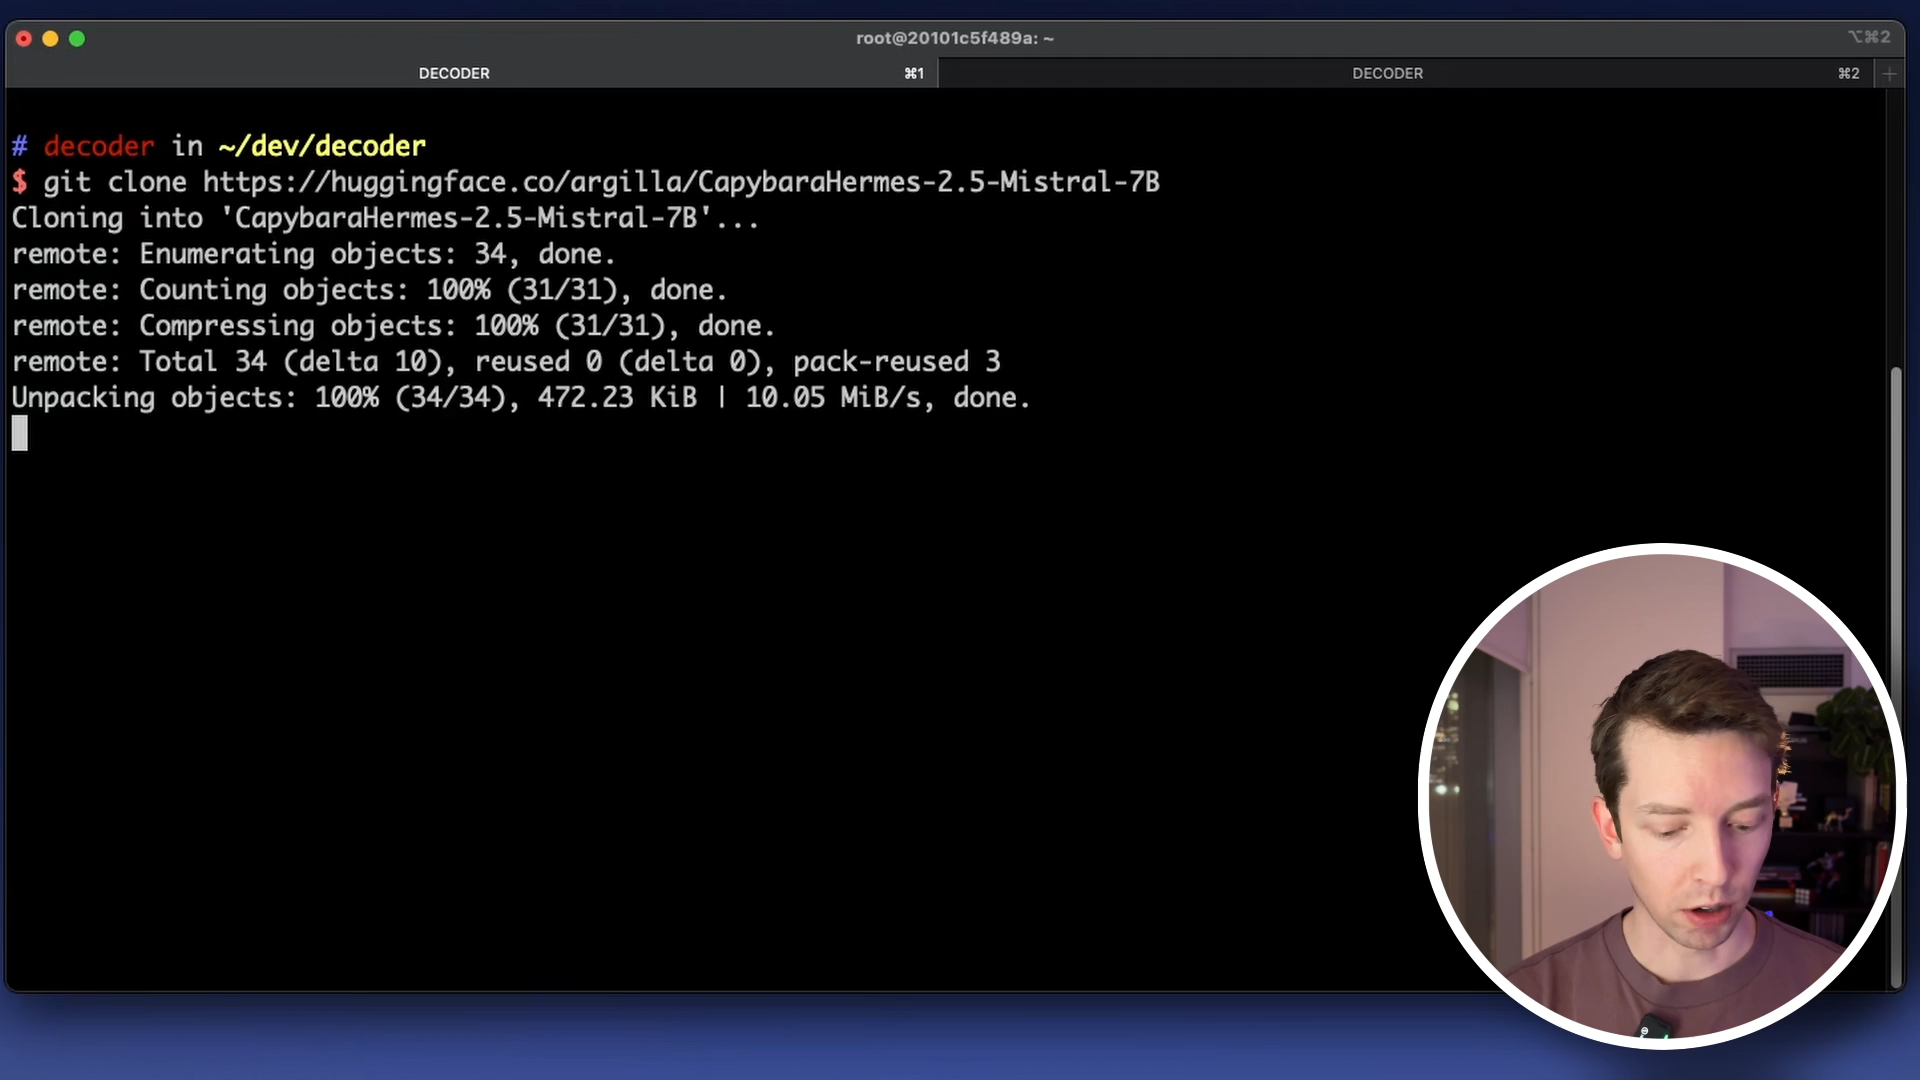 root@20101c5f489a: ~
⌥⌘2
DECODER ⌘1
DECODER ⌘2
# decoder in ~/dev/decoder
$ git clone https://huggingface.co/argilla/CapybaraHermes-2.5-Mistral-7B
Cloning into 'CapybaraHermes-2.5-Mistral-7B'...
remote: Enumerating objects: 34, done.
remote: Counting objects: 100% (31/31), done.
remote: Compressing objects: 100% (31/31), done.
remote: Total 34 (delta 10), reused 0 (delta 0), pack-reused 3
Unpacking objects: 100% (34/34), 472.23 KiB | 10.05 MiB/s, done.